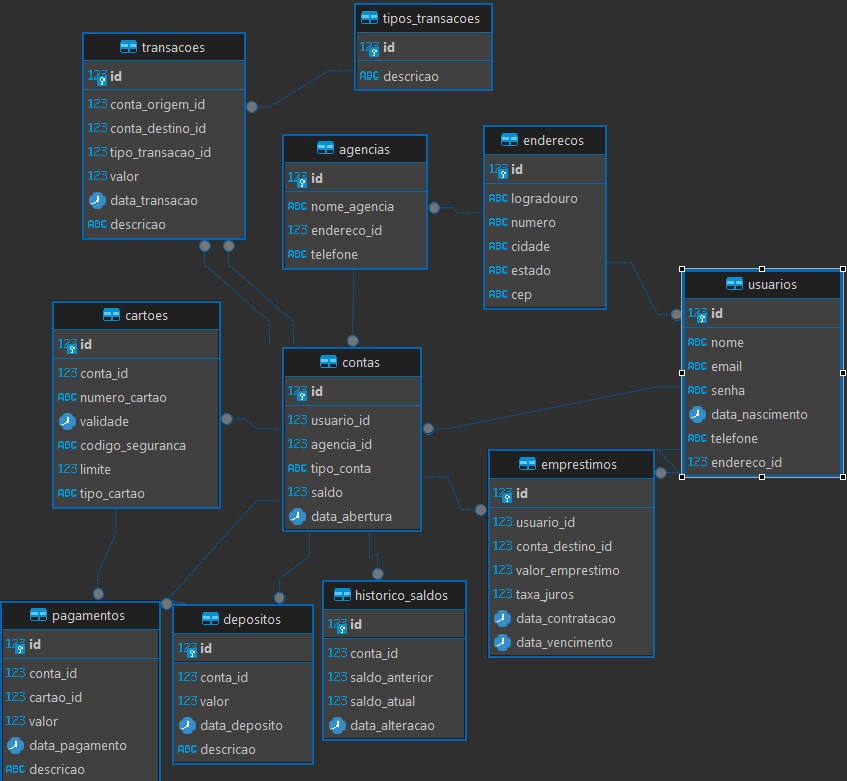 tipos_transacoes
123 id
ABC descricao
transacoes
123 id
123 conta_origem_id
123 conta_destino_id
123 tipo_transacao_id
123 valor
data_transacao
ABC descricao
agencias
123 id
ABC nome_agencia
123 endereco_id
ABC telefone
enderecos
123 id
ABC logradouro
ABC numero
ABC cidade
ABC estado
ABC cep
usuarios
123 id
ABC nome
ABC email
ABC senha
data_nascimento
ABC telefone
123 endereco_id
cartoes
123 id
123 conta_id
ABC numero_cartao
validade
ABC codigo_seguranca
123 limite
ABC tipo_cartao
contas
123 id
123 usuario_id
123 agencia_id
ABC tipo_conta
123 saldo
data_abertura
emprestimos
123 id
123 usuario_id
123 conta_destino_id
123 valor_emprestimo
123 taxa_juros
data_contratacao
data_vencimento
pagamentos
123 id
123 conta_id
123 cartao_id
123 valor
data_pagamento
ABC descricao
depositos
123 id
123 conta_id
123 valor
data_deposito
ABC descricao
historico_saldos
123 id
123 conta_id
123 saldo_anterior
123 saldo_atual
data_alteracao